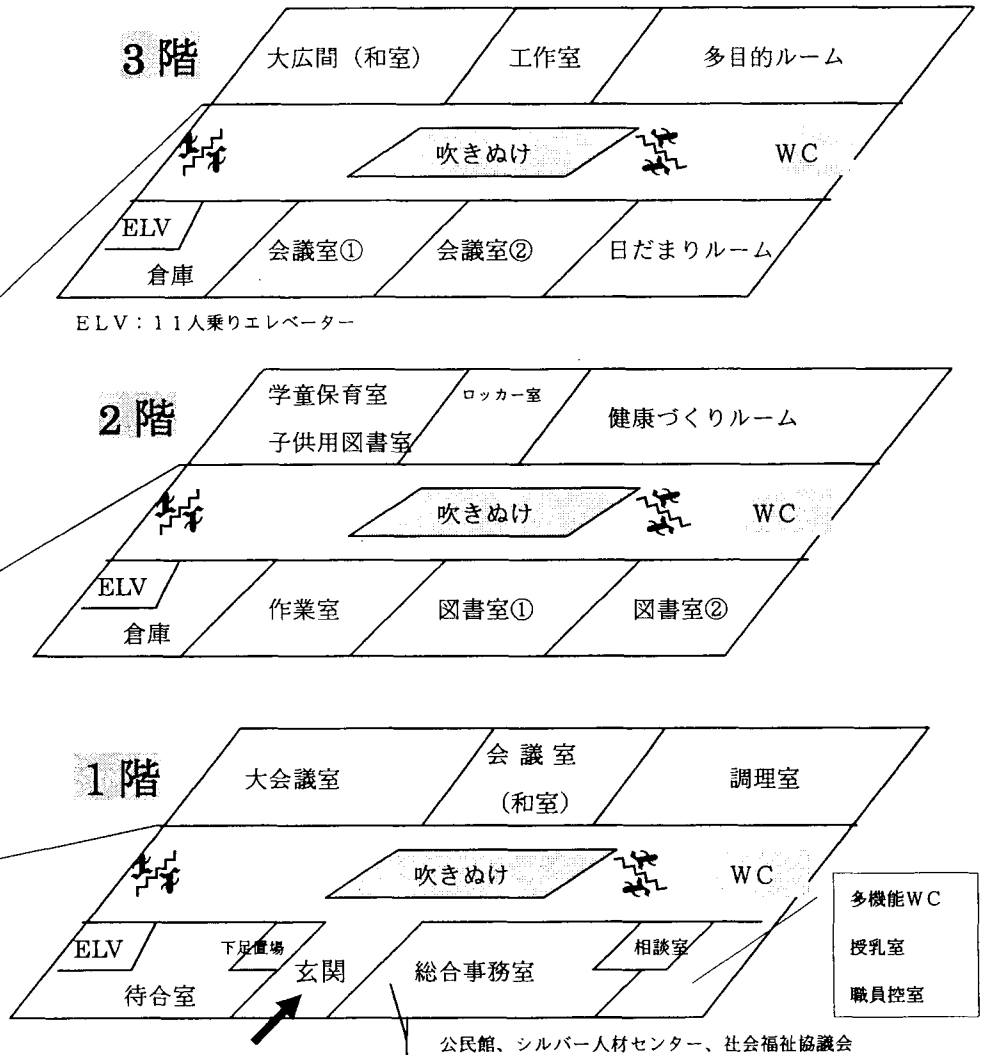 3階
大広間（和室）
工作室
多目的ルーム
吹きぬけ
WC
ELV
倉庫
会議室①
会議室②
日だまりルーム
ELV：11人乗りエレベーター
2階
学童保育室
子供用図書室
ロッカー室
健康づくりルーム
吹きぬけ
WC
ELV
倉庫
作業室
図書室①
図書室②
1階
大会議室
会議室
（和室）
調理室
吹きぬけ
WC
ELV
待合室
下足置場
玄関
総合事務室
相談室
多機能WC
授乳室
職員控室
公民館、シルバー人材センター、社会福祉協議会